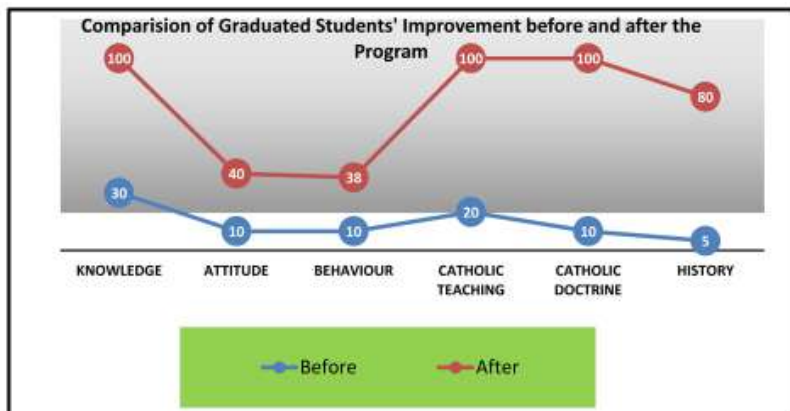 Comparision of Graduated Students' Improvement before and after the
Program
100
100
100
80
40
38
30
10
10
20
10
5
KNOWLEDGE
ATTITUDE
BEHAVIOUR
CATHOLIC
TEACHING
CATHOLIC
DOCTRINE
HISTORY
Before
After